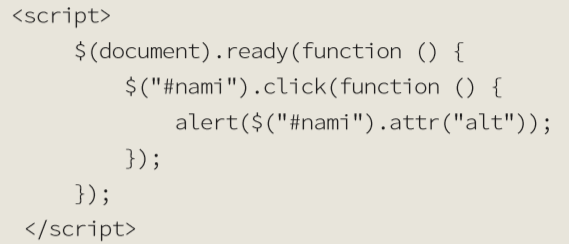 <script>
$(document).ready(function () {
$("#nami").click(function () {
alert($("#nami").attr("alt"));
});
});
</script>